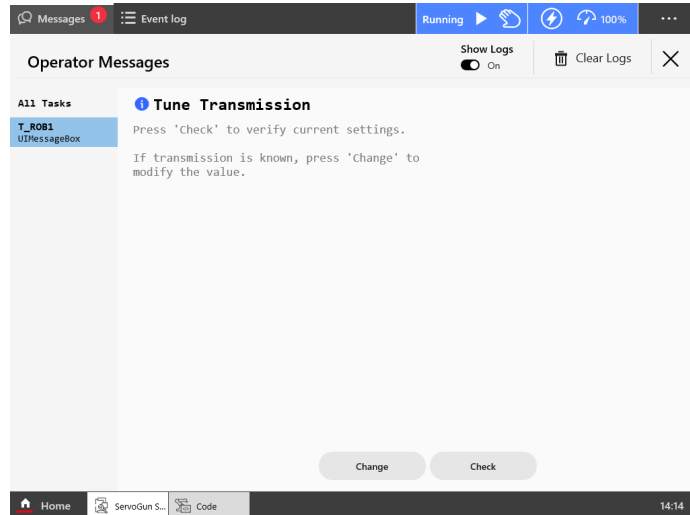 Messages 1 Event log Running 100% ...
Operator Messages Show Logs On Clear Logs
All Tasks
T_ROB1
UIMessageBox
Tune Transmission
Press 'Check' to verify current settings.
If transmission is known, press 'Change' to
modify the value.
Change Check
Home ServoGun S... Code 14:14